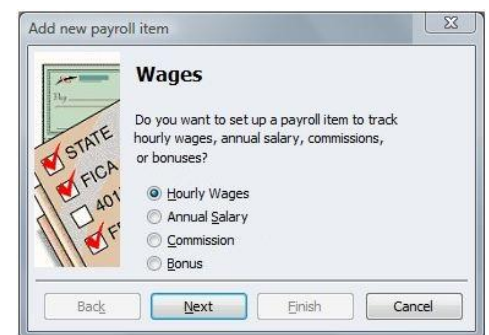 Add new payroll item
Wages
Do you want to set up a payroll item to track
hourly wages, annual salary, commissions,
or bonuses?
Hourly Wages
Annual Salary
Commission
Bonus
Pay
STATE
FICA
401
Back
Next
Finish
Cancel